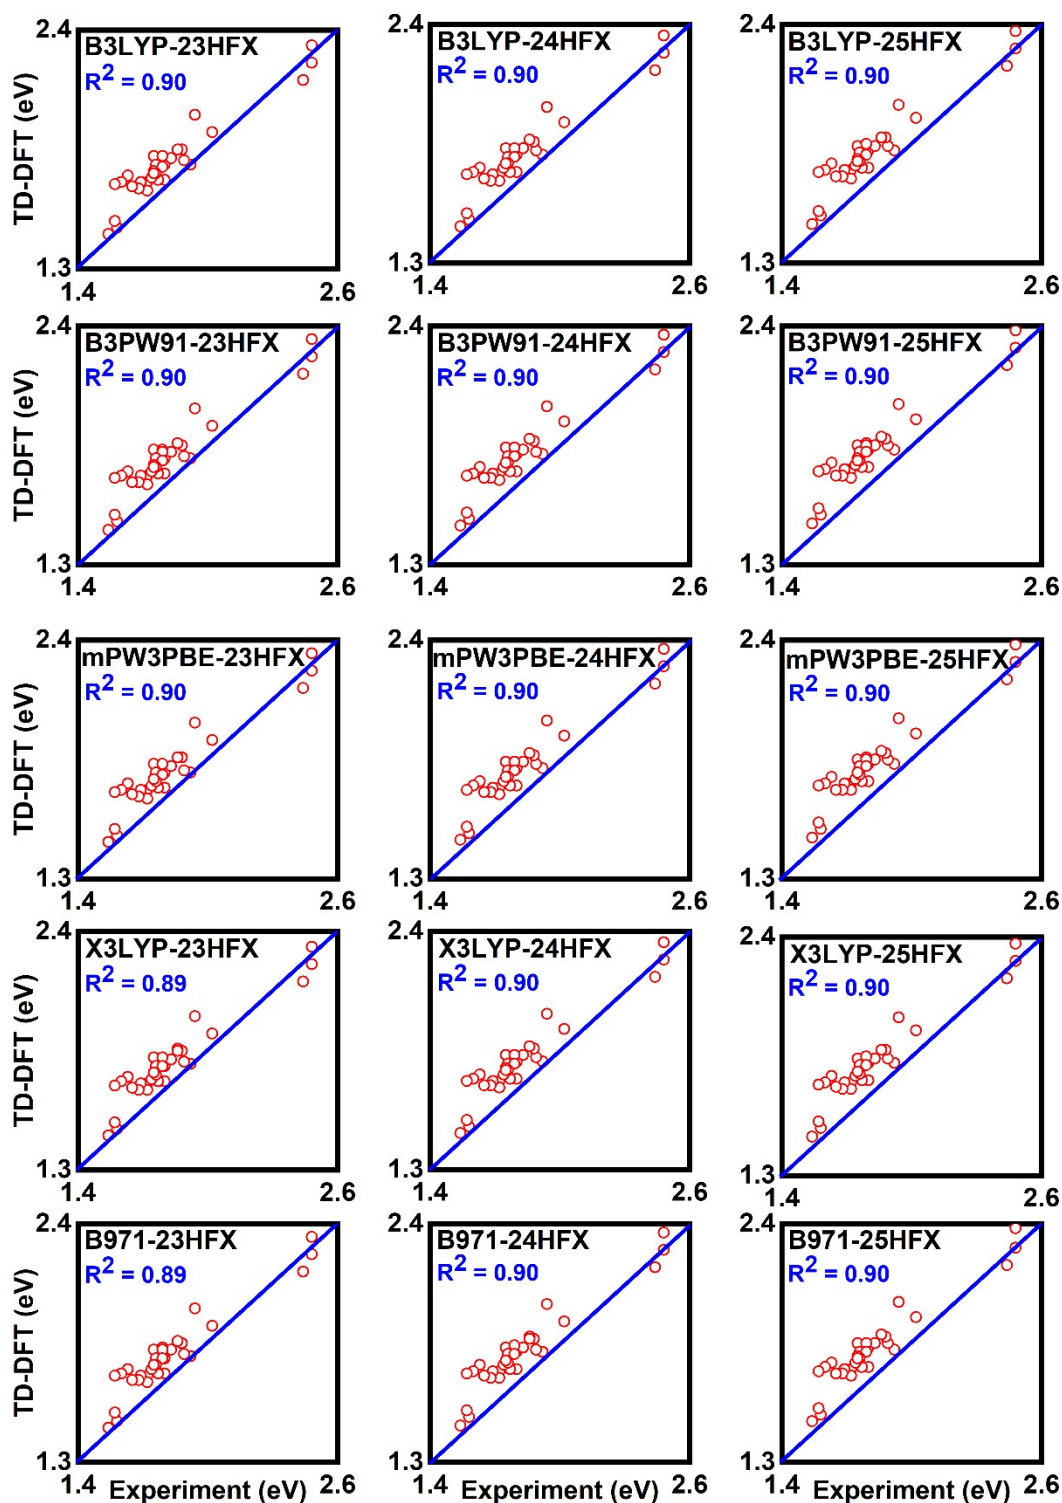 2.4
B3LYP-23HFX
R² = 0.90
TD-DFT (eV)
1.3
1.4 2.6
2.4
B3LYP-24HFX
R² = 0.90
1.3
1.4 2.6
2.4
B3LYP-25HFX
R² = 0.90
1.3
1.4 2.6
2.4
B3PW91-23HFX
R² = 0.90
TD-DFT (eV)
1.3
1.4 2.6
2.4
B3PW91-24HFX
R² = 0.90
1.3
1.4 2.6
2.4
B3PW91-25HFX
R² = 0.90
1.3
1.4 2.6
2.4
mPW3PBE-23HFX
R² = 0.90
TD-DFT (eV)
1.3
1.4 2.6
2.4
mPW3PBE-24HFX
R² = 0.90
1.3
1.4 2.6
2.4
mPW3PBE-25HFX
R² = 0.90
1.3
1.4 2.6
2.4
X3LYP-23HFX
R² = 0.89
TD-DFT (eV)
1.3
1.4 2.6
2.4
X3LYP-24HFX
R² = 0.90
1.3
1.4 2.6
2.4
X3LYP-25HFX
R² = 0.90
1.3
1.4 2.6
2.4
B971-23HFX
R² = 0.89
TD-DFT (eV)
1.3
1.4 Experiment (eV) 2.6
2.4
B971-24HFX
R² = 0.90
1.3
1.4 Experiment (eV) 2.6
2.4
B971-25HFX
R² = 0.90
1.3
1.4 Experiment (eV) 2.6